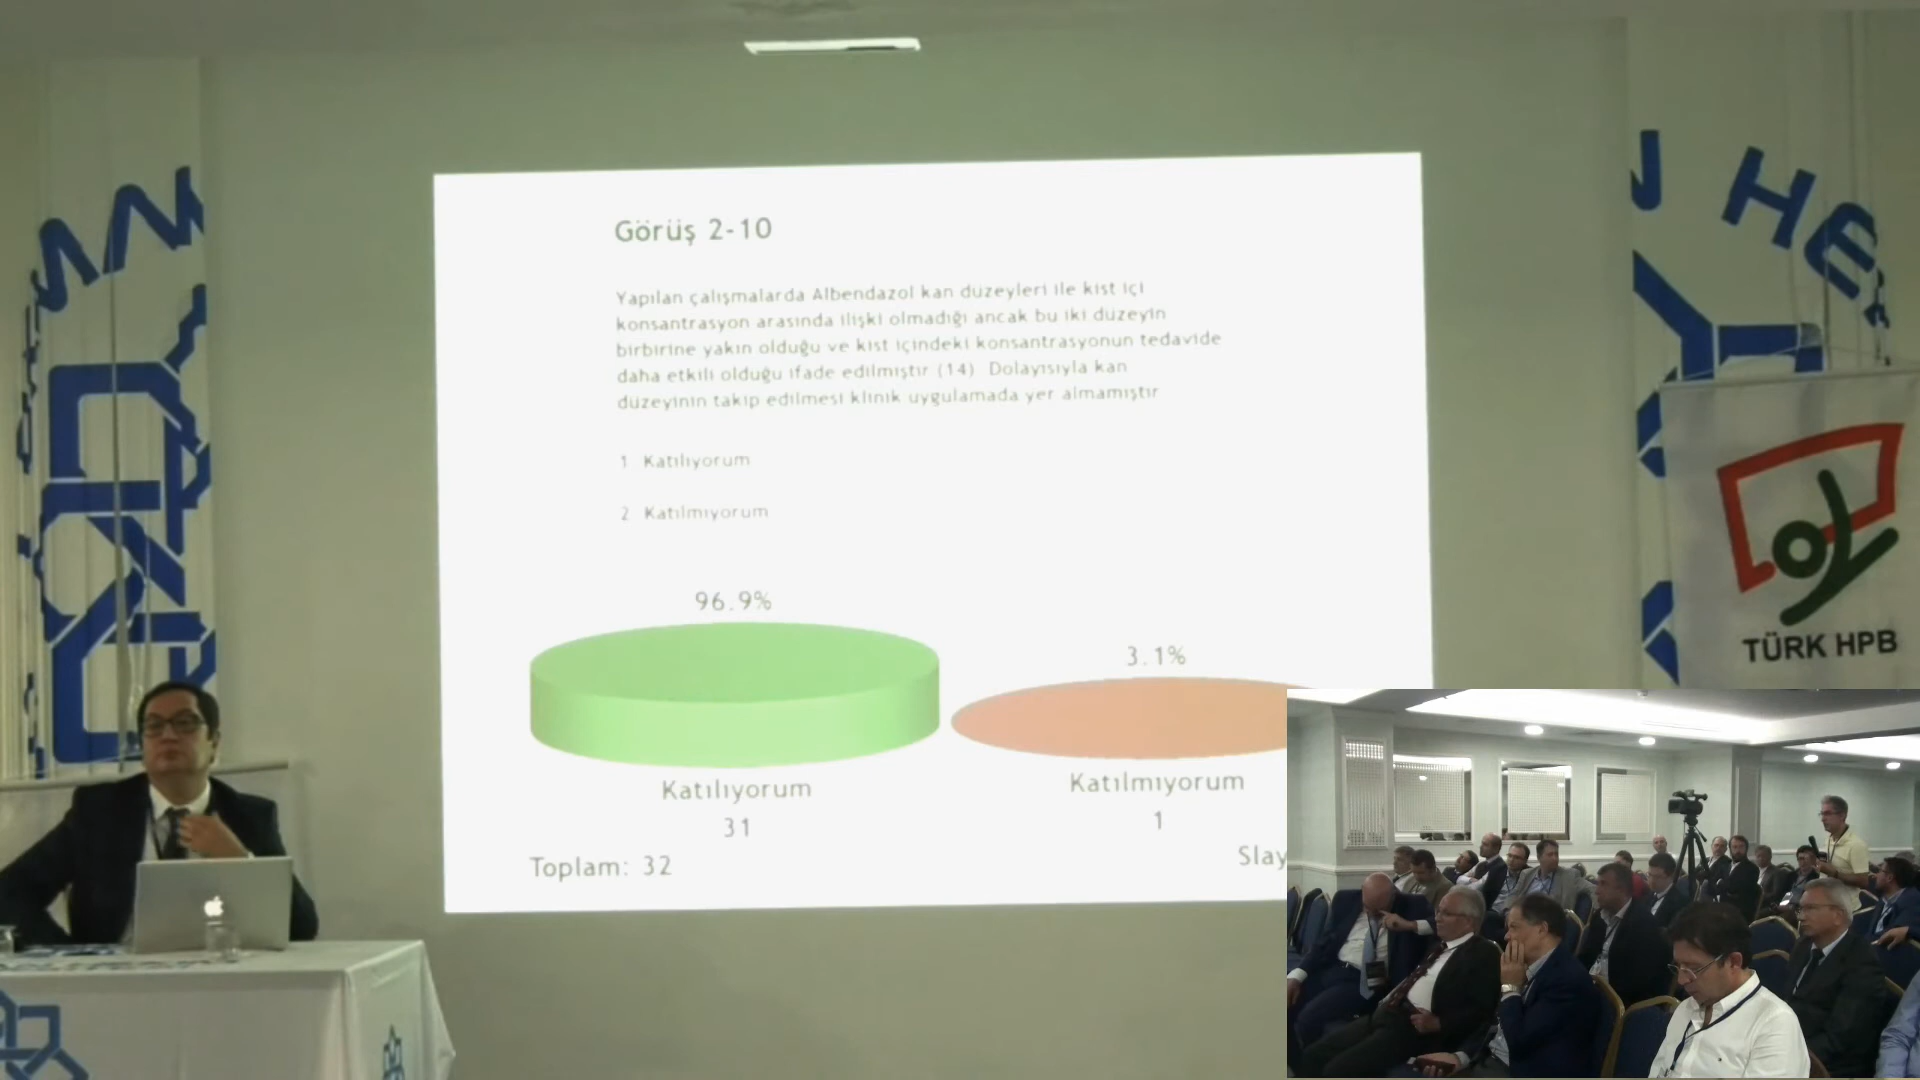 Görüş 2-10
Yapılan çalışmalarda Albendazol kan düzeyleri ile kist içi
konsantrasyon arasında ilişki olmadığı ancak bu iki düzeyin
birbirine yakın olduğu ve kist içindeki konsantrasyonun tedavide
daha etkili olduğu ifade edilmiştir (14). Dolayısıyla kan
düzeyinin takip edilmesi klinik uygulamada yer almamıştır
1 Katılıyorum
2 Katılmıyorum
96.9%
3.1%
Katılıyorum
Katılmıyorum
31
1
Toplam: 32
Slay
TÜRK HPB